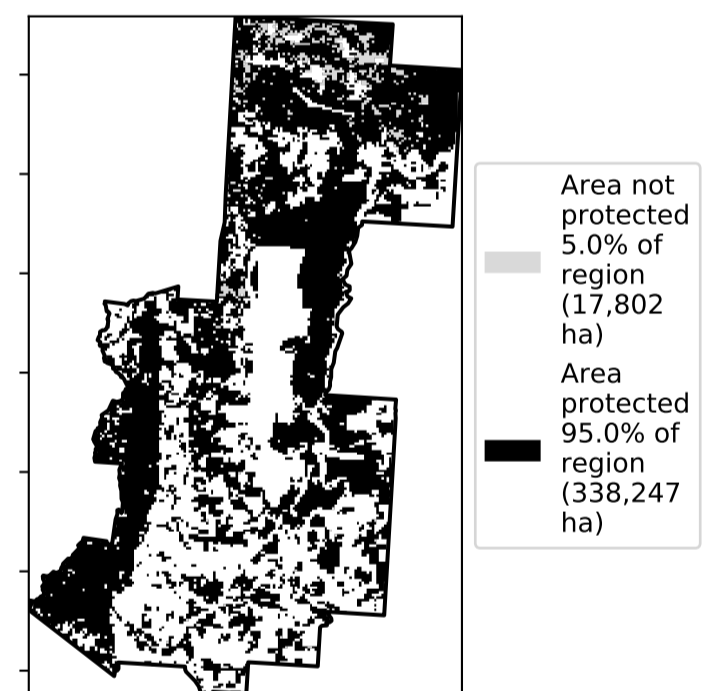 Area not
protected
5.0% of
region
(17,802
ha)
Area
protected
95.0% of
region
(338,247
ha)